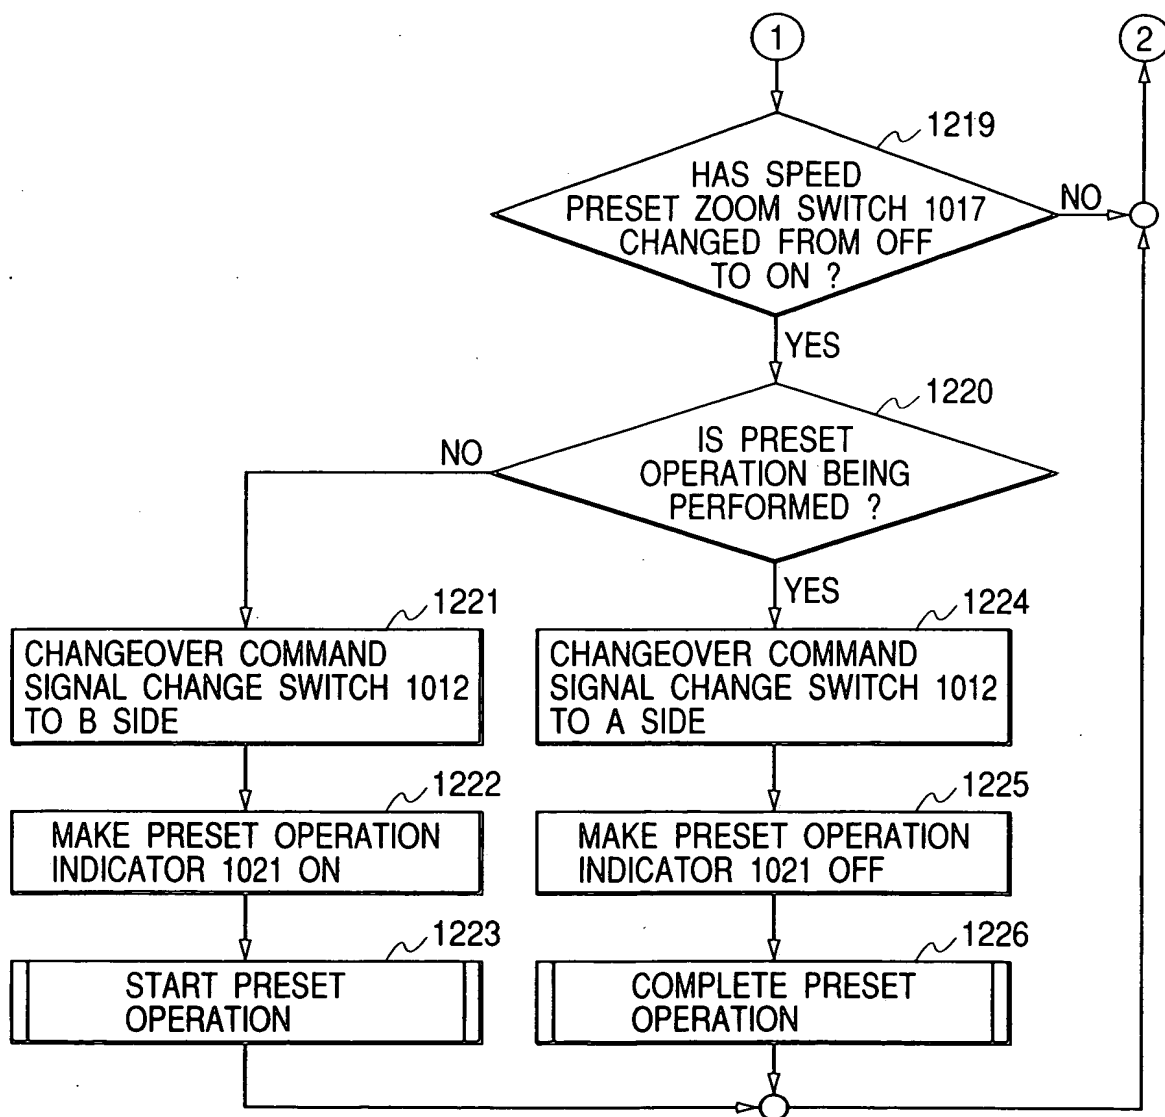 1
2
1219
HAS SPEED
PRESET ZOOM SWITCH 1017
CHANGED FROM OFF
TO ON ?
NO
YES
1220
IS PRESET
OPERATION BEING
PERFORMED ?
NO
YES
1221
CHANGEOVER COMMAND
SIGNAL CHANGE SWITCH 1012
TO B SIDE
1224
CHANGEOVER COMMAND
SIGNAL CHANGE SWITCH 1012
TO A SIDE
1222
MAKE PRESET OPERATION
INDICATOR 1021 ON
1225
MAKE PRESET OPERATION
INDICATOR 1021 OFF
1223
START PRESET
OPERATION
1226
COMPLETE PRESET
OPERATION